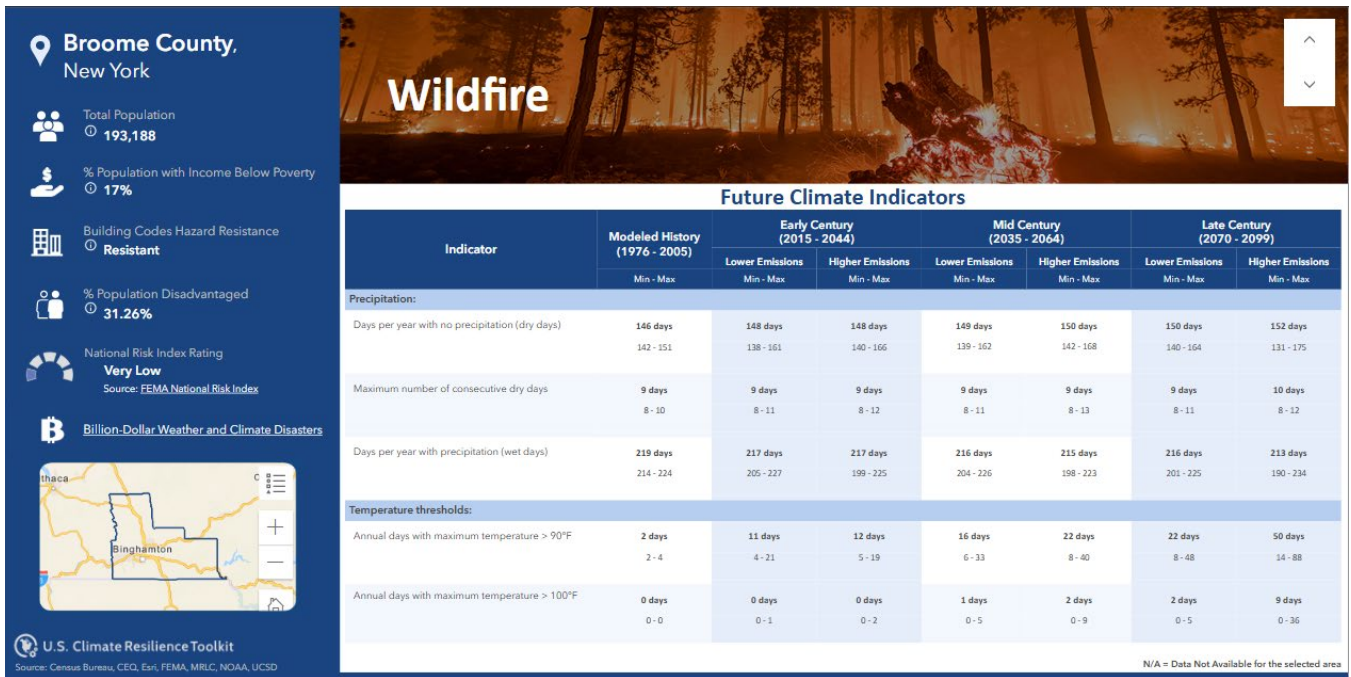 Broome County,
New York
Total Population
193,188
% Population with Income Below Poverty
17%
Building Codes Hazard Resistance
Resistant
% Population Disadvantaged
31.26%
National Risk Index Rating
Very Low
Source: FEMA National Risk Index
Billion-Dollar Weather and Climate Disasters
thaca
C
Binghamton
U.S. Climate Resilience Toolkit
Source: Census Bureau, CEQ, Esri, FEMA, MRLC, NOAA, UCSD
Wildfire
Future Climate Indicators
Indicator
Modeled History
(1976 - 2005)
Early Century
(2015 - 2044)
Mid Century
(2035 - 2064)
Late Century
(2070 - 2099)
Lower Emissions Higher Emissions Lower Emissions Higher Emissions Lower Emissions Higher Emissions
Min - Max Min - Max Min - Max Min - Max Min - Max Min - Max Min - Max
Precipitation:
Days per year with no precipitation (dry days) 146 days 148 days 148 days 149 days 150 days 150 days 152 days
142 - 151 138 - 161 140 - 166 139 - 162 142 - 168 140 - 164 131 - 175
Maximum number of consecutive dry days 9 days 9 days 9 days 9 days 9 days 9 days 10 days
8 - 10 8 - 11 8 - 12 8 - 11 8 - 13 8 - 11 8 - 12
Days per year with precipitation (wet days) 219 days 217 days 217 days 216 days 215 days 216 days 213 days
214 - 224 205 - 227 199 - 225 204 - 226 198 - 223 201 - 225 190 - 234
Temperature thresholds:
Annual days with maximum temperature > 90°F 2 days 11 days 12 days 16 days 22 days 22 days 50 days
2 - 4 4 - 21 5 - 19 6 - 33 8 - 40 8 - 48 14 - 88
Annual days with maximum temperature > 100°F 0 days 0 days 0 days 1 days 2 days 2 days 9 days
0 - 0 0 - 1 0 - 2 0 - 5 0 - 9 0 - 5 0 - 36
N/A = Data Not Available for the selected area